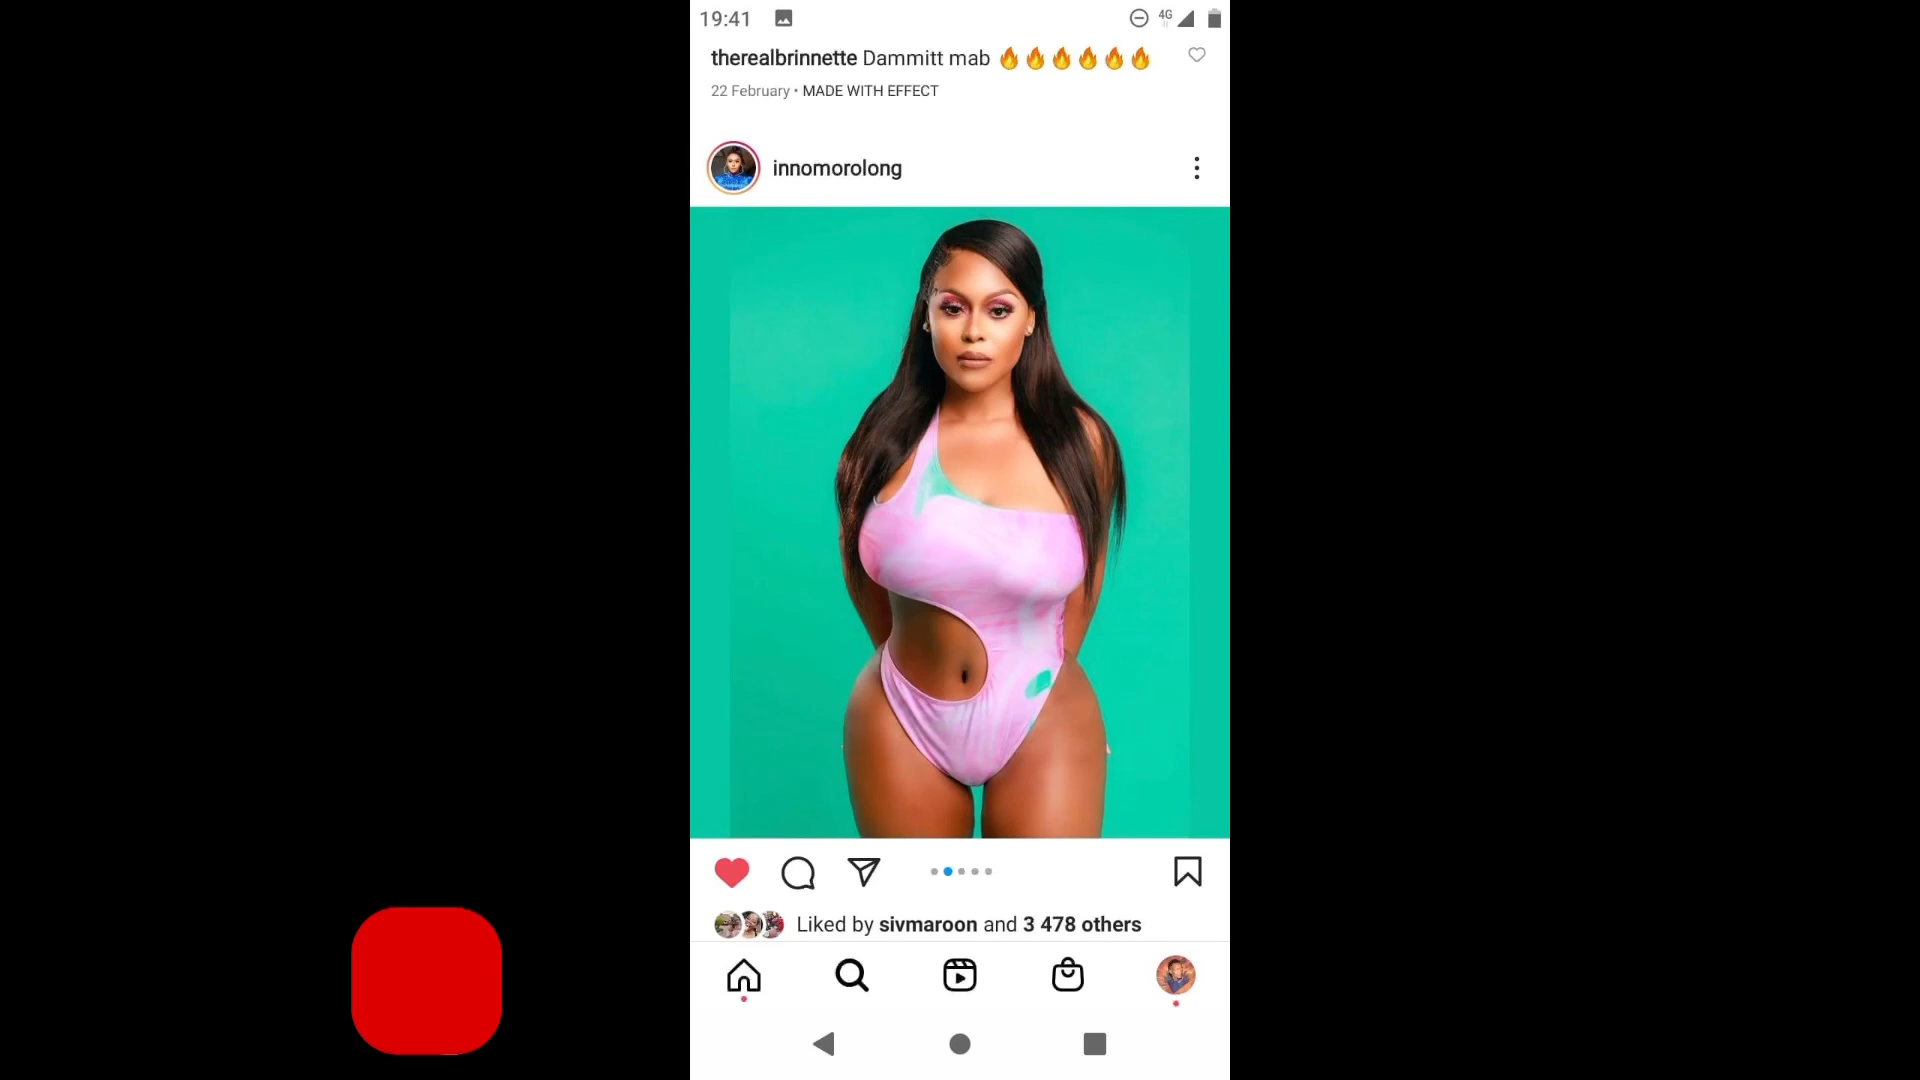 19:41 4G
therealbrinnette Dammitt mab 🔥🔥🔥🔥🔥🔥
22 February • MADE WITH EFFECT
innomorolong
Liked by sivmaroon and 3 478 others